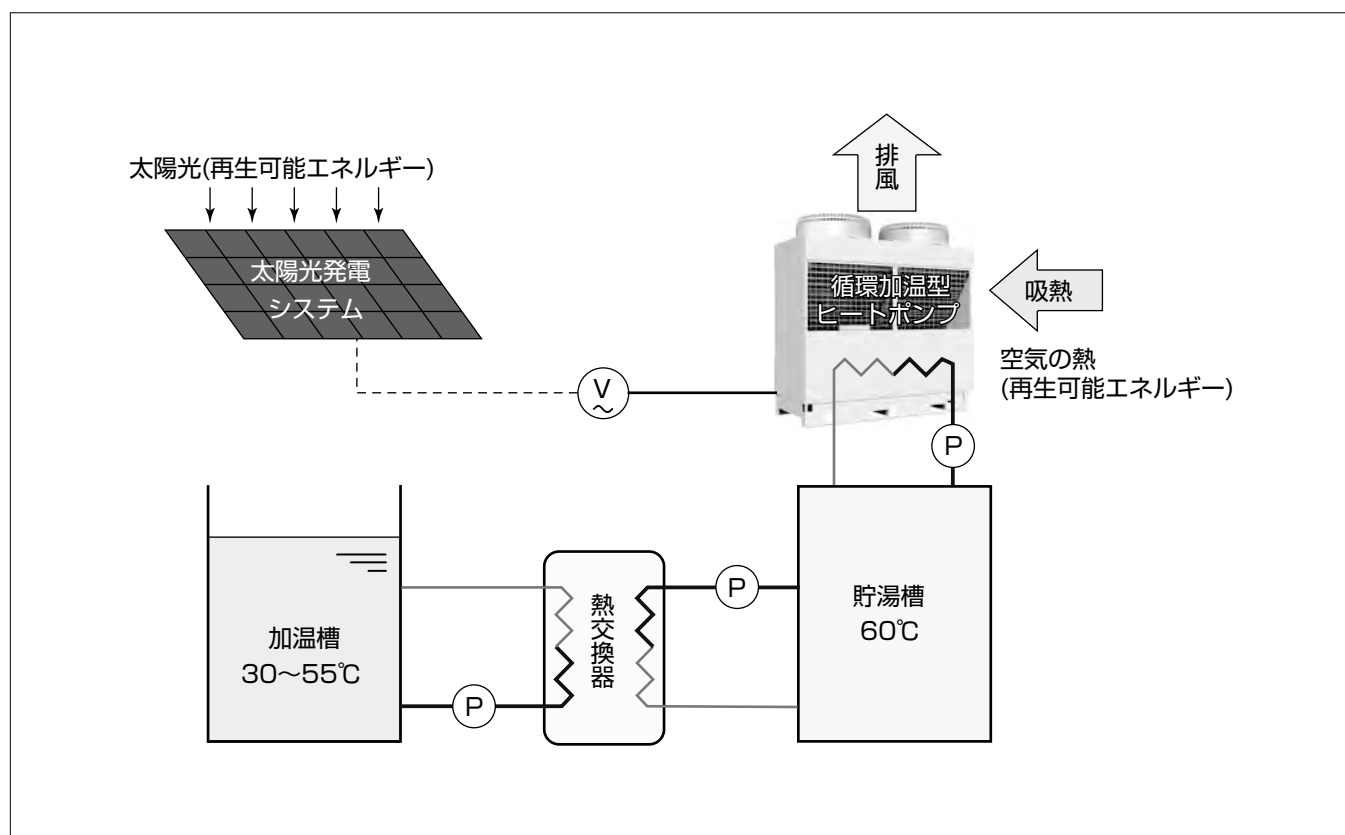 太陽光(再生可能エネルギー)
太陽光発電
システム
排風
循環加温型
ヒートポンプ
吸熱
空気の熱
(再生可能エネルギー)
V
~
P
加温槽
30〜55℃
P
熱交換器
P
貯湯槽
60℃